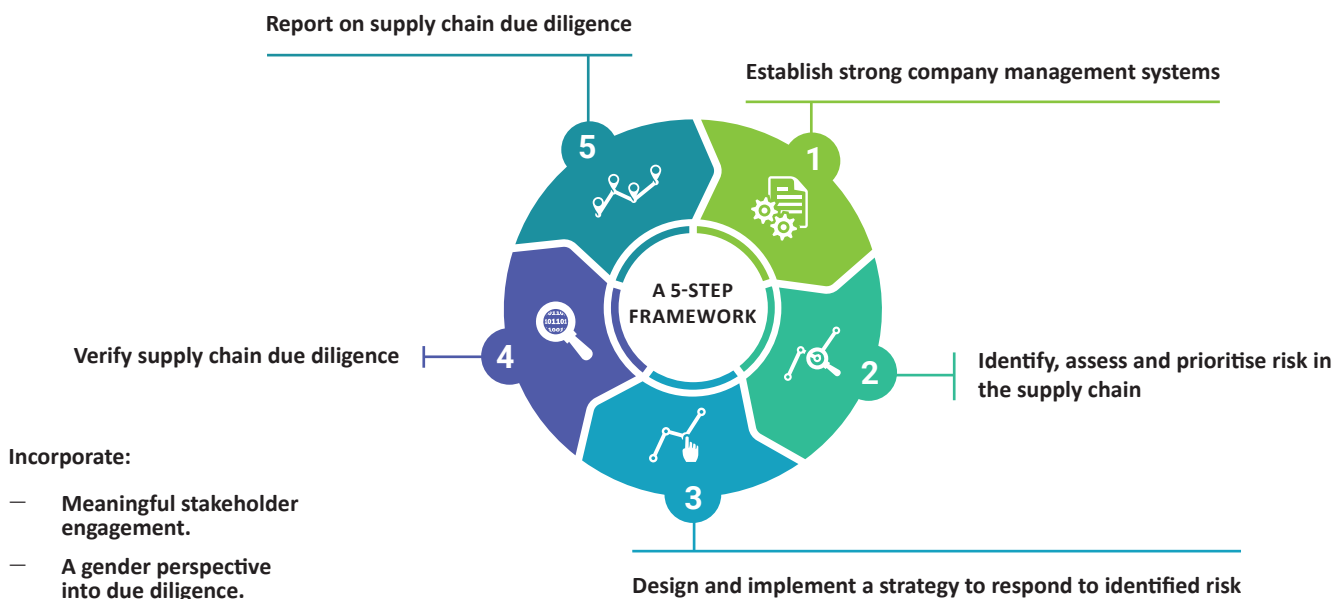 Report on supply chain due diligence
Establish strong company management systems
5
1
A 5-STEP
FRAMEWORK
Verify supply chain due diligence
4
2
Identify, assess and prioritise risk in
the supply chain
3
Design and implement a strategy to respond to identified risk
Incorporate:
— Meaningful stakeholder
engagement.
— A gender perspective
into due diligence.